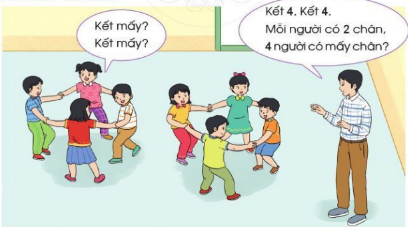 Kết mấy?
Kết mấy?
Kết 4. Kết 4.
Mỗi người có 2 chân,
4 người có mấy chân?